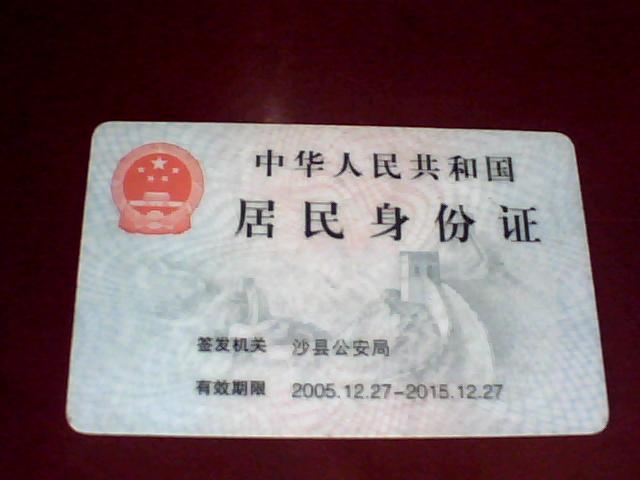 中华人民共和国
居民身份证
签发机关 沙县公安局
有效期限 2005.12.27-2015.12.27